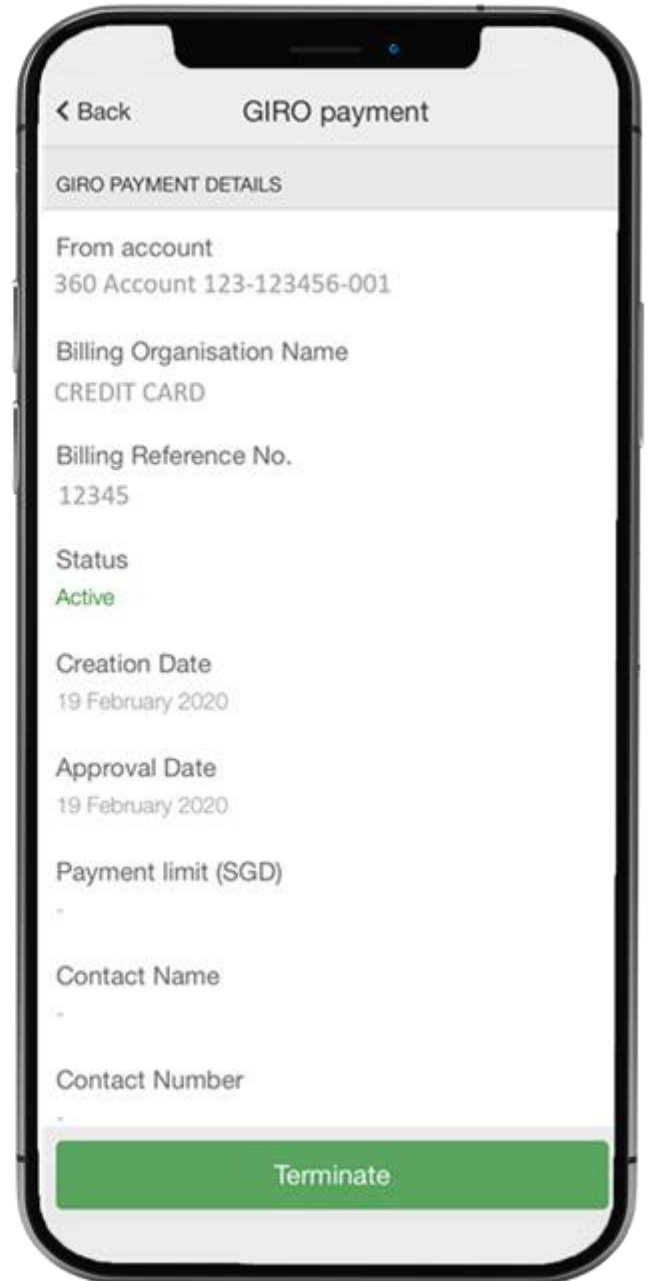 < Back
GIRO payment
GIRO PAYMENT DETAILS
From account
360 Account 123-123456-001
Billing Organisation Name
CREDIT CARD
Billing Reference No.
12345
Status
Active
Creation Date
19 February 2020
Approval Date
19 February 2020
Payment limit (SGD)
-
Contact Name
-
Contact Number
-
Terminate